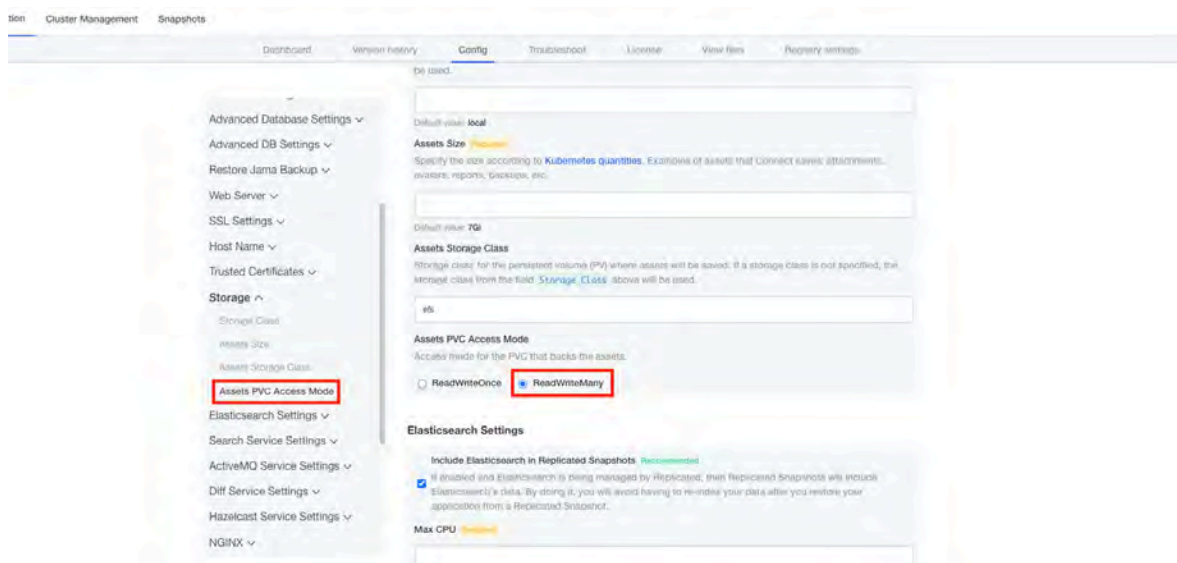 tion Cluster Management Snapshots
Dashboard Version history Config Troubleshoot License View files Registry settings
be used.
Default value: local
Assets Size Required
Specify the size according to Kubernetes quantities. Examples of assets that Connect saves: attachments,
avatars, reports, backups, etc.
Default value: 7Gi
Assets Storage Class
Storage class for the persistent volume (PV) where assets will be saved. If a storage class is not specified, the
storage class from the field Storage Class above will be used.
efs
Assets PVC Access Mode
Access mode for the PVC that backs the assets.
ReadWriteOnce ReadWriteMany
Elasticsearch Settings
Include Elasticsearch in Replicated Snapshots Recommended
If enabled and Elasticsearch is being managed by Replicated, then Replicated Snapshots will include
Elasticsearch's data. By doing it, you will avoid having to re-index your data after you restore your
application from a Replicated Snapshot.
Max CPU Required
Advanced Database Settings
Advanced DB Settings
Restore Jama Backup
Web Server
SSL Settings
Host Name
Trusted Certificates
Storage
Storage Class
Assets Size
Assets Storage Class
Assets PVC Access Mode
Elasticsearch Settings
Search Service Settings
ActiveMQ Service Settings
Diff Service Settings
Hazelcast Service Settings
NGINX